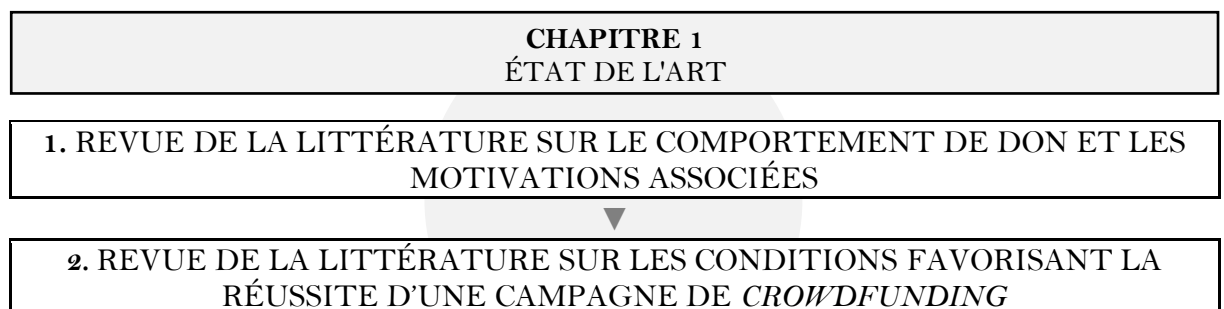 CHAPITRE 1
ÉTAT DE L'ART
1. REVUE DE LA LITTÉRATURE SUR LE COMPORTEMENT DE DON ET LES
MOTIVATIONS ASSOCIÉES
2. REVUE DE LA LITTÉRATURE SUR LES CONDITIONS FAVORISANT LA
RÉUSSITE D’UNE CAMPAGNE DE CROWDFUNDING